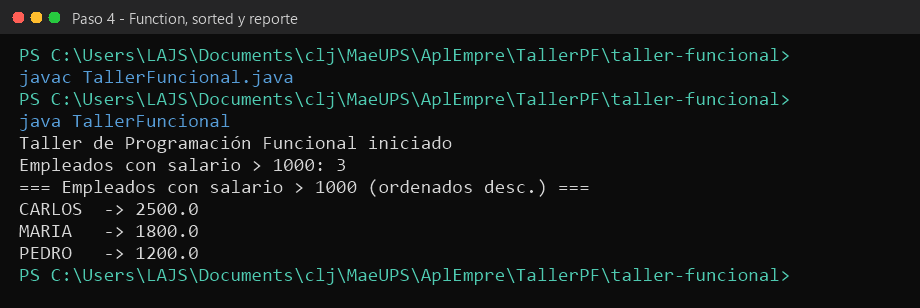 Paso 4 - Function, sorted y reporte
PS C:\Users\LAJS\Documents\clj\MaeUPS\AplEmpre\TallerPF\taller-funcional>
javac TallerFuncional.java
PS C:\Users\LAJS\Documents\clj\MaeUPS\AplEmpre\TallerPF\taller-funcional>
java TallerFuncional
Taller de Programación Funcional iniciado
Empleados con salario > 1000: 3
=== Empleados con salario > 1000 (ordenados desc.) ===
CARLOS  -> 2500.0
MARIA   -> 1800.0
PEDRO   -> 1200.0
PS C:\Users\LAJS\Documents\clj\MaeUPS\AplEmpre\TallerPF\taller-funcional>